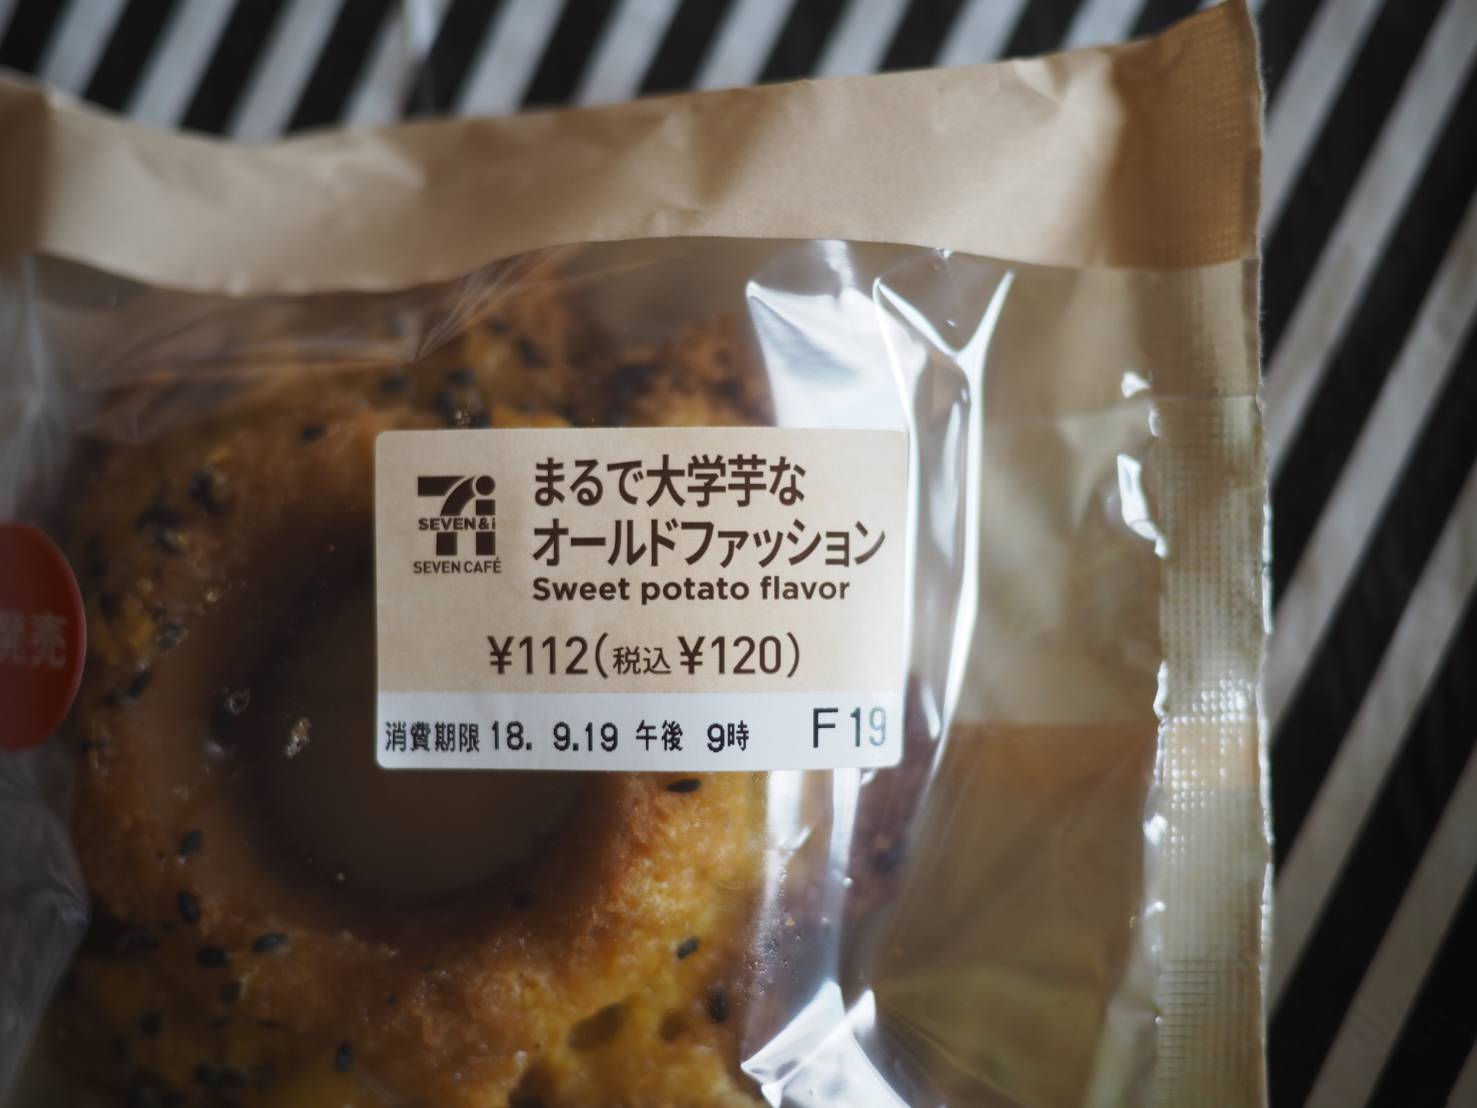 SEVEN&i
SEVEN CAFÉ
まるで大学芋な
オールドファッション
Sweet potato flavor
¥112(税込¥120)
消費期限 18. 9.19 午後 9時 F19
発売